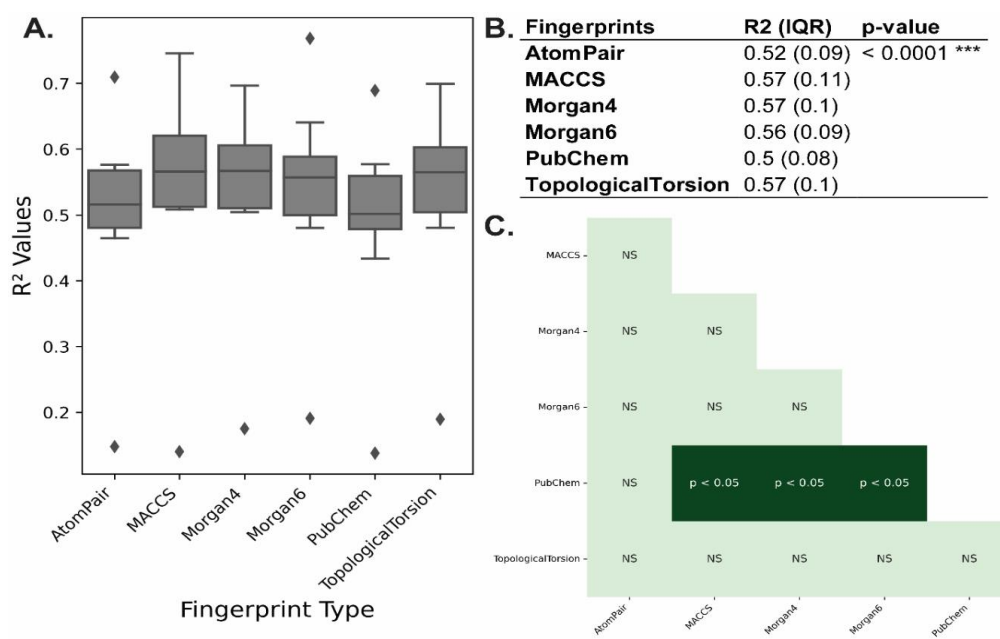 A.
R² Values
0.7
0.6
0.5
0.4
0.3
0.2
AtomPair
MACCS
Morgan4
Morgan6
PubChem
TopologicalTorsion
Fingerprint Type
B.
Fingerprints R2 (IQR) p-value
AtomPair 0.52 (0.09) < 0.0001 ***
MACCS 0.57 (0.11)
Morgan4 0.57 (0.1)
Morgan6 0.56 (0.09)
PubChem 0.5 (0.08)
TopologicalTorsion 0.57 (0.1)
C.
MACCS NS
Morgan4 NS NS
Morgan6 NS NS NS
PubChem NS p < 0.05 p < 0.05 p < 0.05
TopologicalTorsion NS NS NS NS NS
AtomPair
MACCS
Morgan4
Morgan6
PubChem